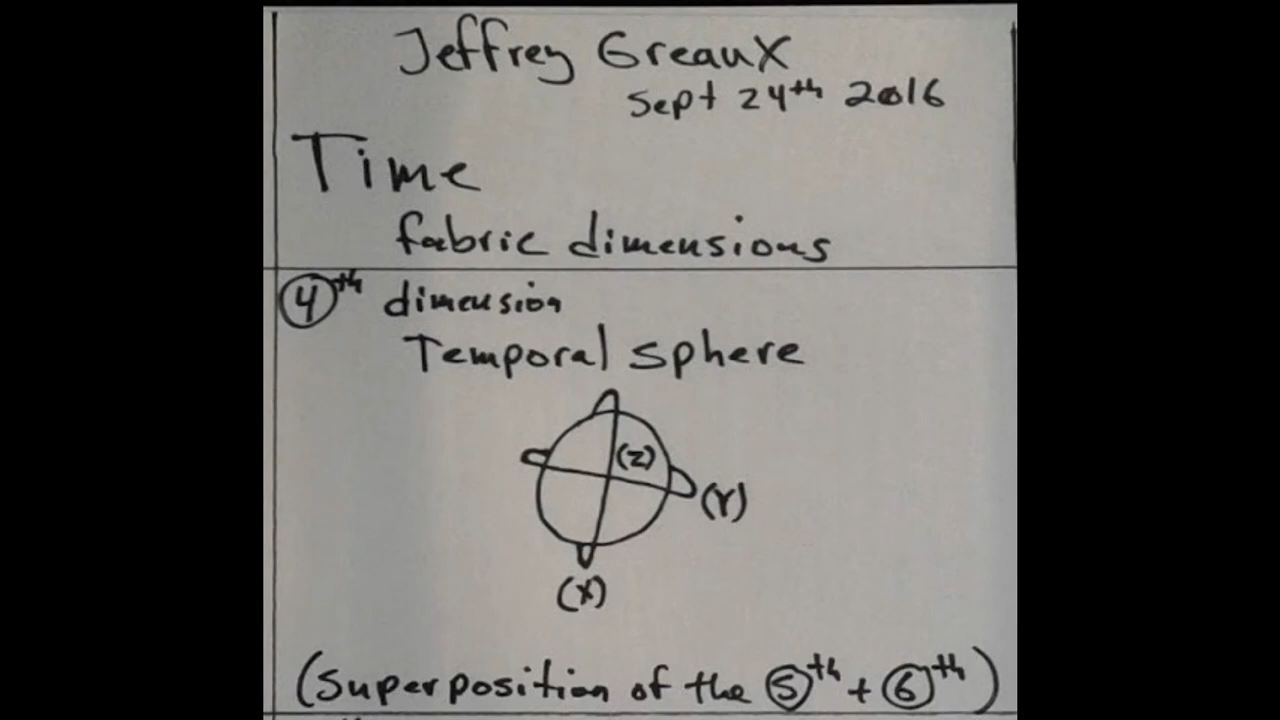 Jeffrey Greaux
Sept 24th 2016
Time
fabric dimensions
4th dimension
Temporal sphere
(Z)
(Y)
(X)
(superposition of the 5th + 6th)